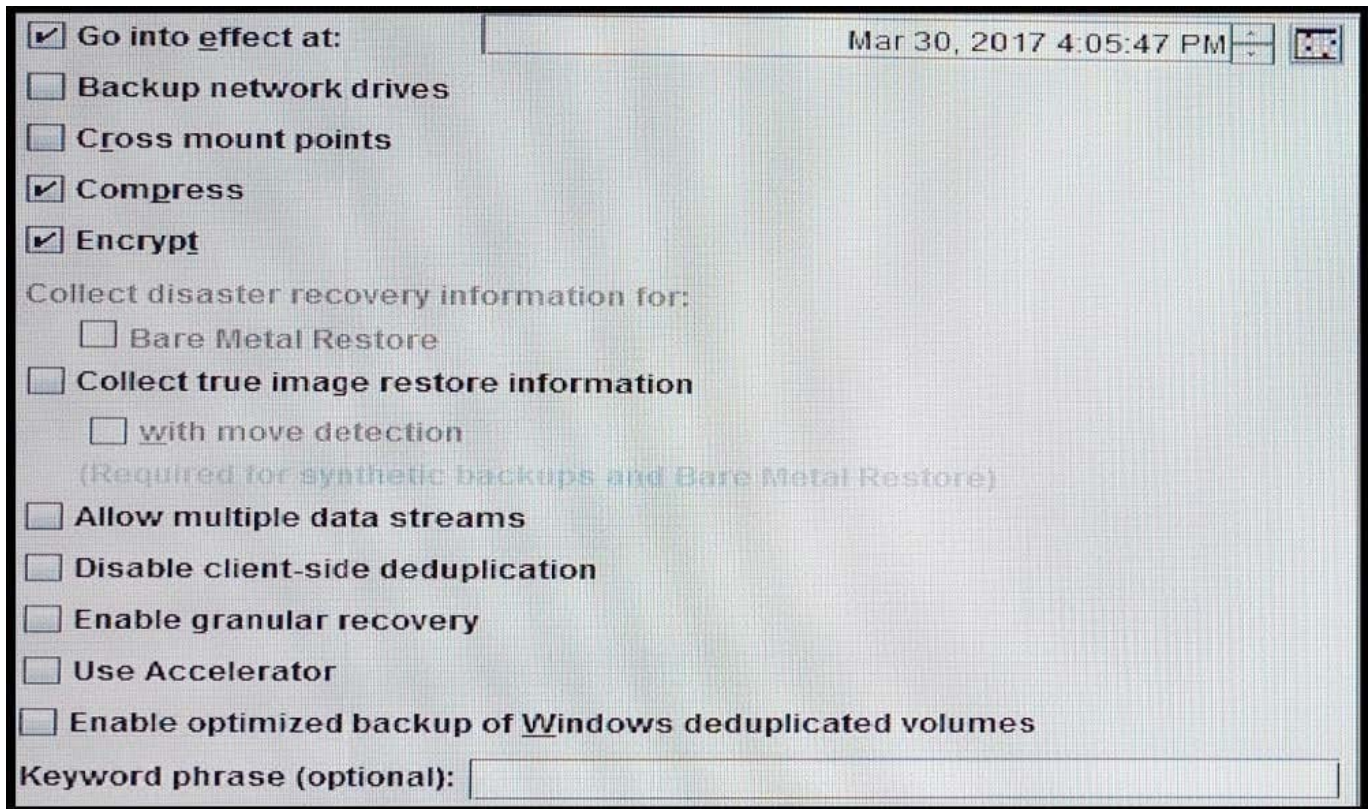 Go into effect at: Mar 30, 2017 4:05:47 PM
Backup network drives
Cross mount points
Compress
Encrypt
Collect disaster recovery information for:
Bare Metal Restore
Collect true image restore information
with move detection
(Required for synthetic backups and Bare Metal Restore)
Allow multiple data streams
Disable client-side deduplication
Enable granular recovery
Use Accelerator
Enable optimized backup of Windows deduplicated volumes
Keyword phrase (optional):